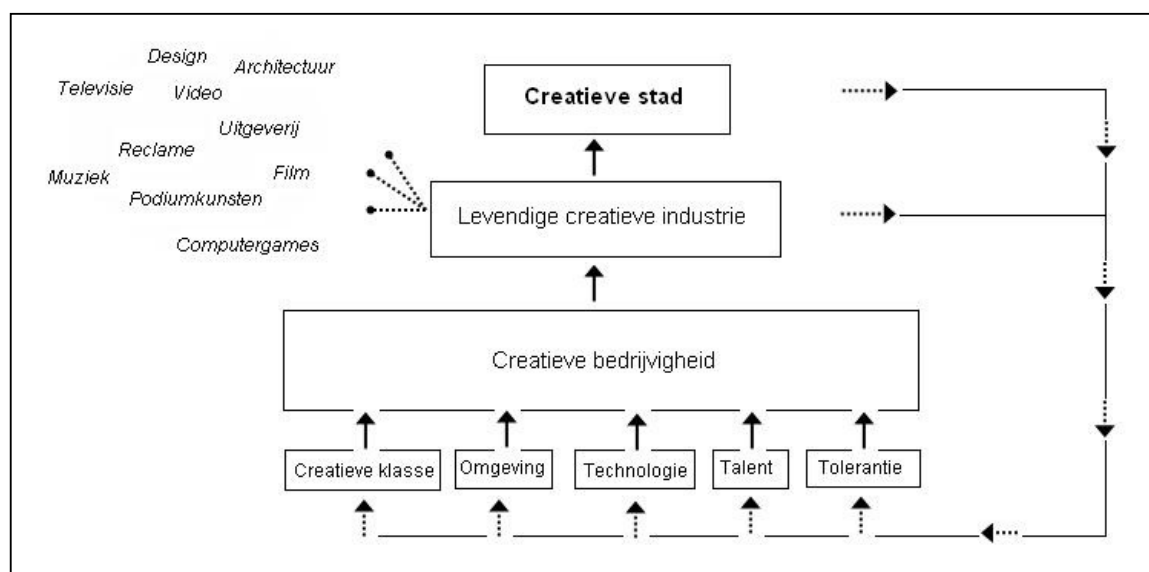 Design
Architectuur
Televisie
Video
Uitgeverij
Reclame
Muziek
Film
Podiumkunsten
Computergames
Creatieve stad
Levendige creatieve industrie
Creatieve bedrijvigheid
Creatieve klasse
Omgeving
Technologie
Talent
Tolerantie